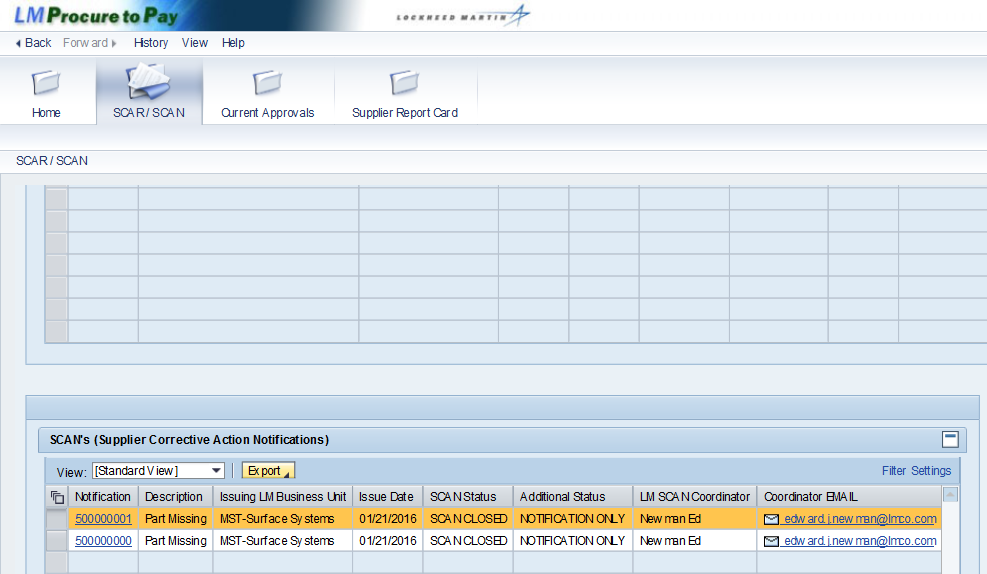 LM Procure to Pay LOCKHEED MARTIN
Back Forward History View Help
Home SCAR / SCAN Current Approvals Supplier Report Card
SCAR / SCAN
SCAN's (Supplier Corrective Action Notifications)
View: [Standard View] Export Filter Settings
Notification Description Issuing LM Business Unit Issue Date SCAN Status Additional Status LM SCAN Coordinator Coordinator EMAIL
500000001 Part Missing MST-Surface Systems 01/21/2016 SCAN CLOSED NOTIFICATION ONLY Newman Ed edward.j.newman@lmco.com
500000000 Part Missing MST-Surface Systems 01/21/2016 SCAN CLOSED NOTIFICATION ONLY Newman Ed edward.j.newman@lmco.com